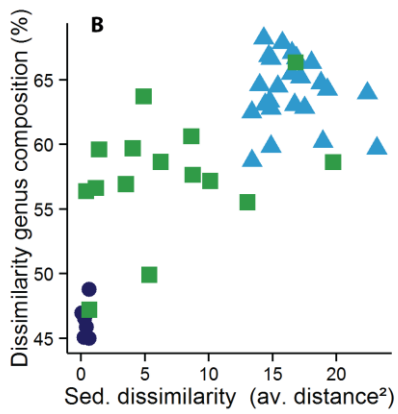 B
Dissimilarity genus composition (%)
65
60
55
50
45
0 5 10 15 20
Sed. dissimilarity (av. distance²)